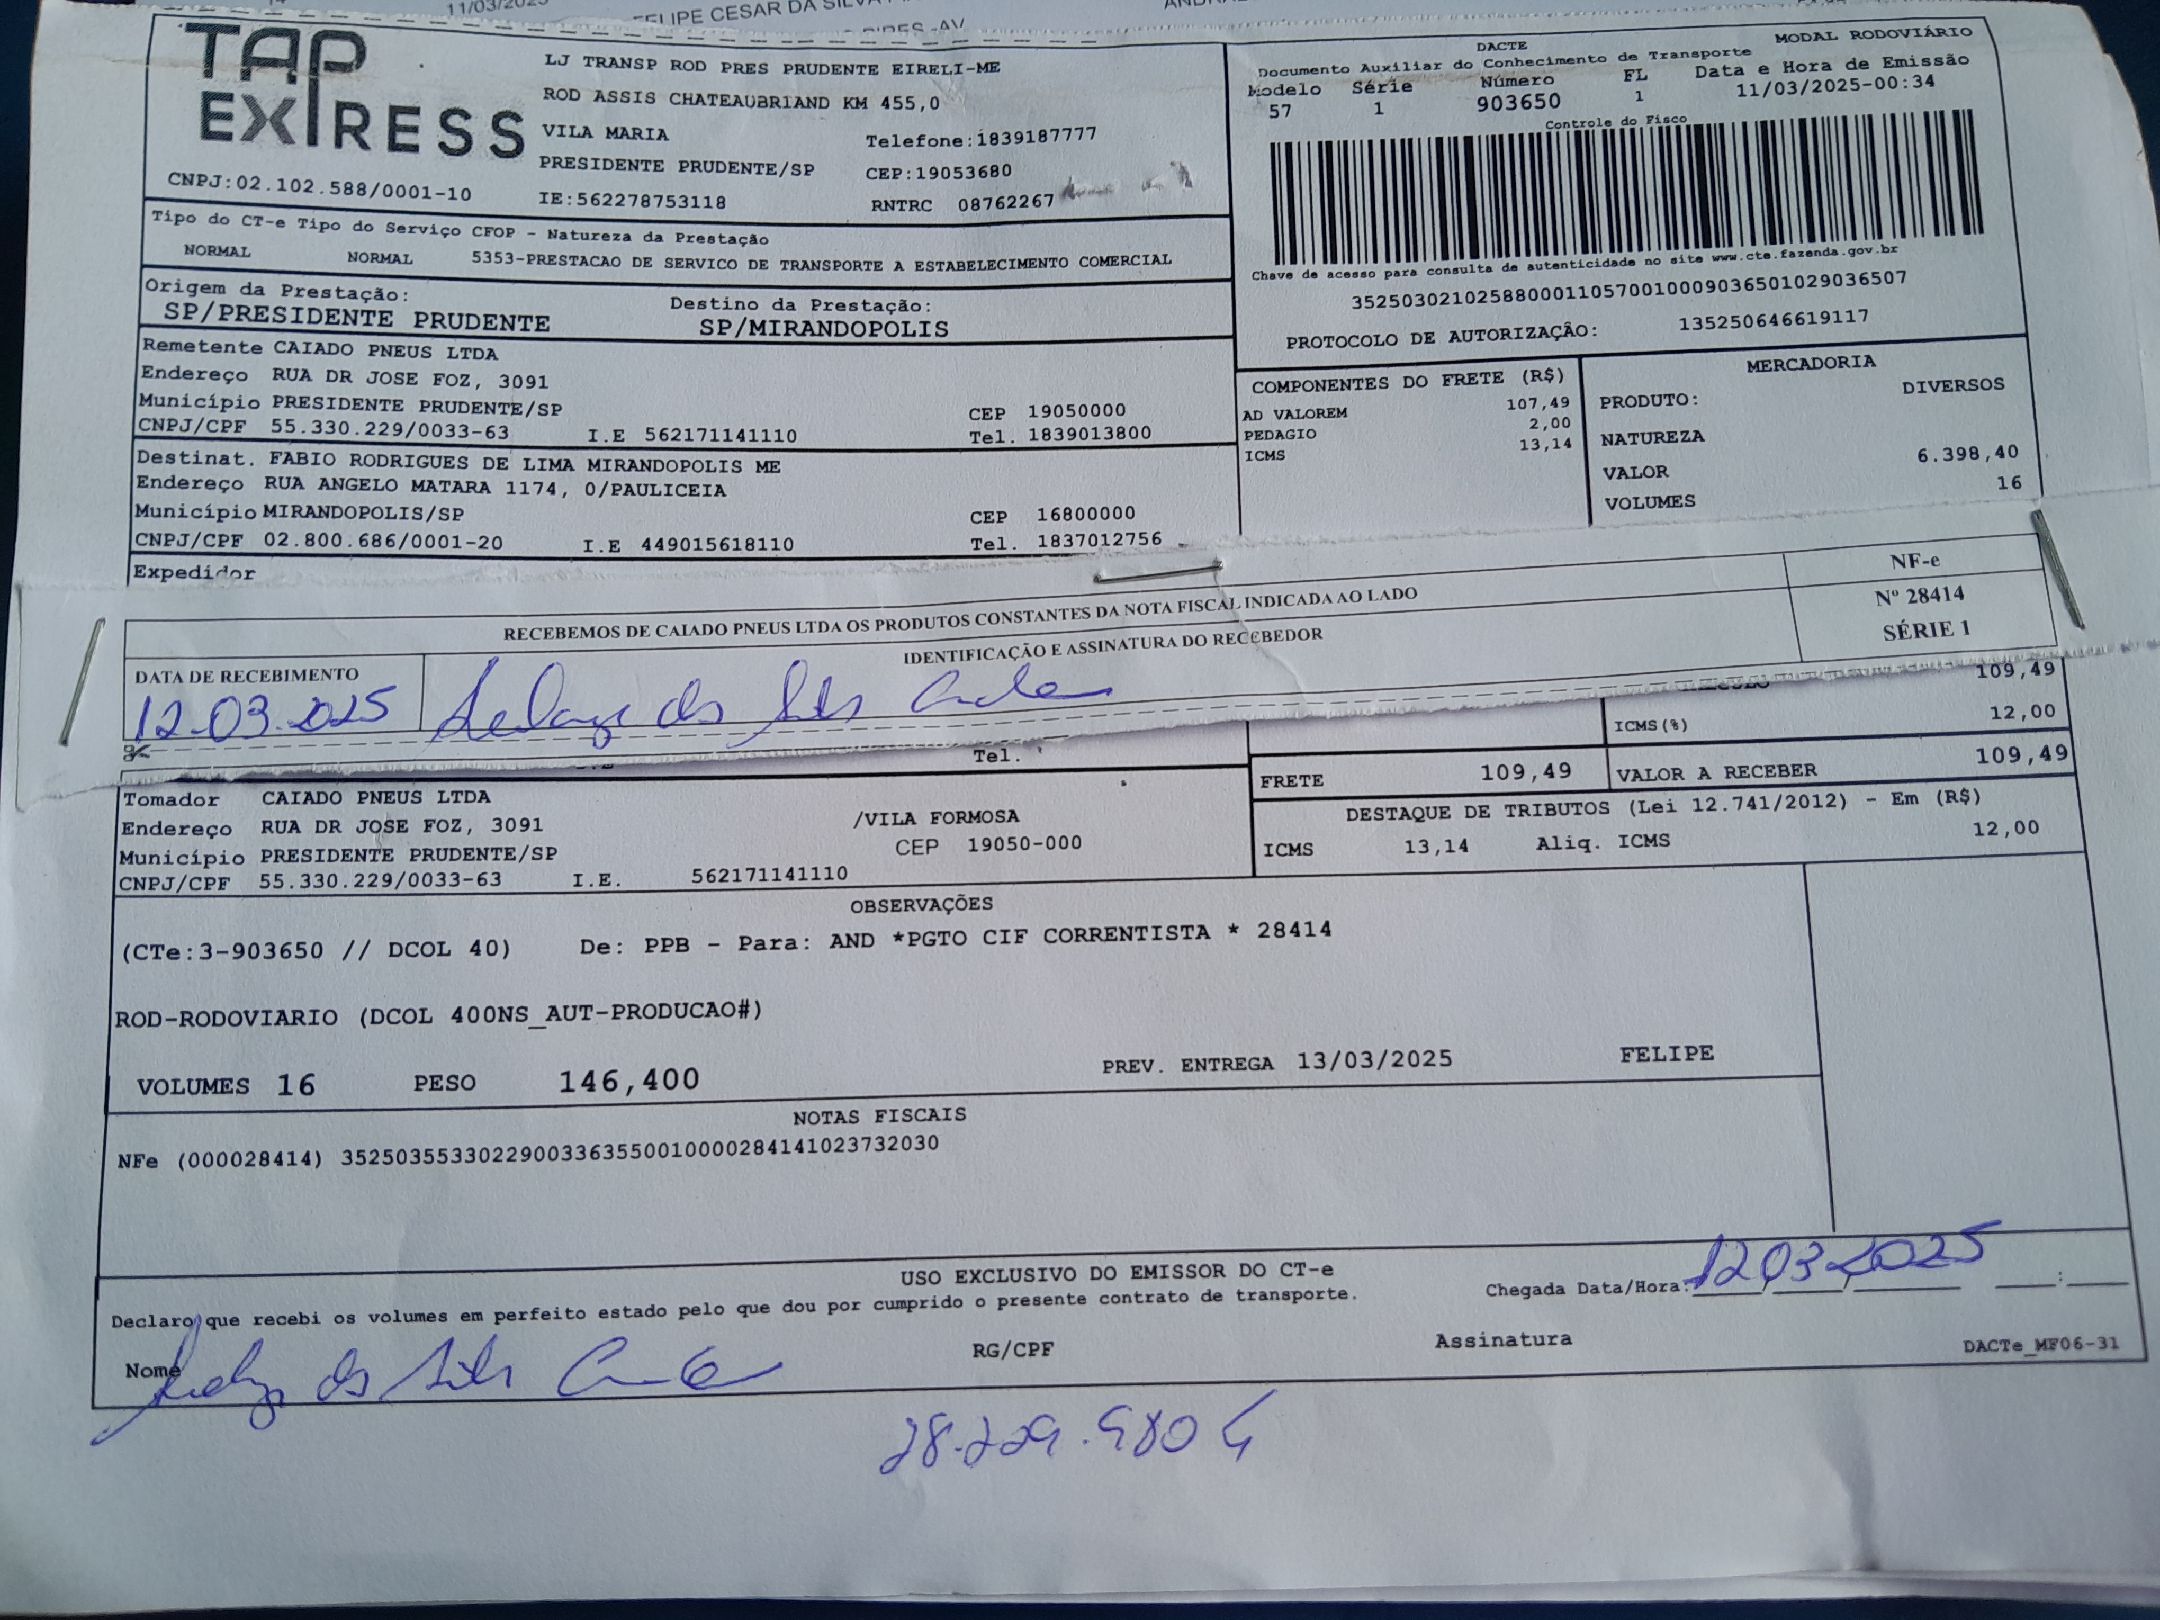 11/03/2025
FELIPE CESAR DA SILVA
TAP
EXPRESS
LJ TRANSP ROD PRES PRUDENTE EIRELI-ME
ROD ASSIS CHATEAUBRIAND KM 455,0
VILA MARIA Telefone:1839187777
PRESIDENTE PRUDENTE/SP CEP:19053680
CNPJ:02.102.588/0001-10 IE:562278753118 RNTRC 08762267
DACTE MODAL RODOVIÁRIO
Documento Auxiliar do Conhecimento de Transporte
Modelo Série Número FL Data e Hora de Emissão
57 1 903650 1 11/03/2025-00:34
Controle do Fisco
Chave de acesso para consulta de autenticidade no site www.cte.fazenda.gov.br
35250302102588000110570010009036501029036507
PROTOCOLO DE AUTORIZAÇÃO: 135250646619117
Tipo do CT-e Tipo do Serviço CFOP - Natureza da Prestação
NORMAL NORMAL 5353-PRESTACAO DE SERVICO DE TRANSPORTE A ESTABELECIMENTO COMERCIAL
Origem da Prestação: Destino da Prestação:
SP/PRESIDENTE PRUDENTE SP/MIRANDOPOLIS
Remetente CAIADO PNEUS LTDA
Endereço RUA DR JOSE FOZ, 3091
Município PRESIDENTE PRUDENTE/SP CEP 19050000
CNPJ/CPF 55.330.229/0033-63 I.E 562171141110 Tel. 1839013800
Destinat. FABIO RODRIGUES DE LIMA MIRANDOPOLIS ME
Endereço RUA ANGELO MATARA 1174, 0/PAULICEIA
Município MIRANDOPOLIS/SP CEP 16800000
CNPJ/CPF 02.800.686/0001-20 I.E 449015618110 Tel. 1837012756
Expedidor
COMPONENTES DO FRETE (R$)
AD VALOREM 107,49
PEDAGIO 2,00
ICMS 13,14
MERCADORIA
PRODUTO: DIVERSOS
NATUREZA
VALOR 6.398,40
VOLUMES 16
RECEBEMOS DE CAIADO PNEUS LTDA OS PRODUTOS CONSTANTES DA NOTA FISCAL INDICADA AO LADO
NF-e
Nº 28414
SÉRIE 1
DATA DE RECEBIMENTO IDENTIFICAÇÃO E ASSINATURA DO RECEBEDOR
12.03.2025
109,49
ICMS(%) 12,00
Tel.
FRETE 109,49 VALOR A RECEBER 109,49
Tomador CAIADO PNEUS LTDA
Endereço RUA DR JOSE FOZ, 3091 /VILA FORMOSA
Município PRESIDENTE PRUDENTE/SP CEP 19050-000
CNPJ/CPF 55.330.229/0033-63 I.E. 562171141110
DESTAQUE DE TRIBUTOS (Lei 12.741/2012) - Em (R$)
ICMS 13,14 Aliq. ICMS 12,00
OBSERVAÇÕES
(CTe:3-903650 // DCOL 40) De: PPB - Para: AND *PGTO CIF CORRENTISTA * 28414
ROD-RODOVIARIO (DCOL 400NS_AUT-PRODUCAO#)
VOLUMES 16 PESO 146,400 PREV. ENTREGA 13/03/2025 FELIPE
NOTAS FISCAIS
NFe (000028414) 35250355330229003363550010000284141023732030
USO EXCLUSIVO DO EMISSOR DO CT-e
Declaro que recebi os volumes em perfeito estado pelo que dou por cumprido o presente contrato de transporte.
Chegada Data/Hora: 12 03 2025
Nome RG/CPF Assinatura
DACTe_MF06-31